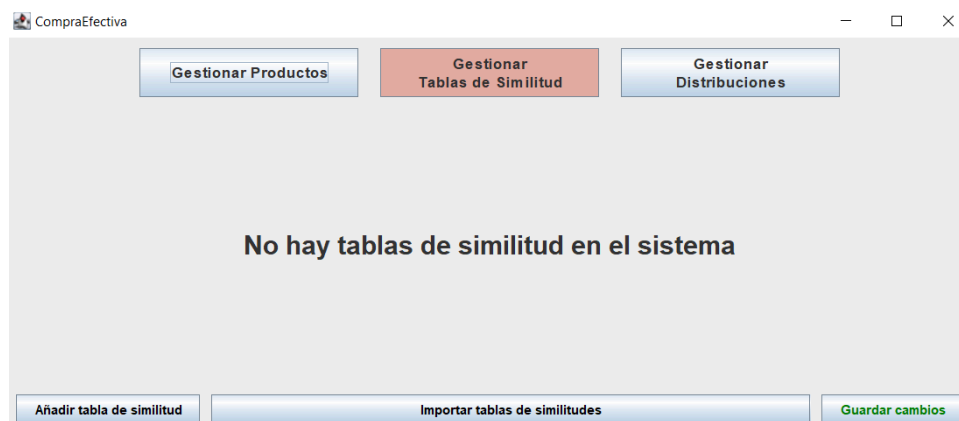 CompraEfectiva
Gestionar Productos
Gestionar
Tablas de Similitud
Gestionar
Distribuciones
No hay tablas de similitud en el sistema
Añadir tabla de similitud
Importar tablas de similitudes
Guardar cambios